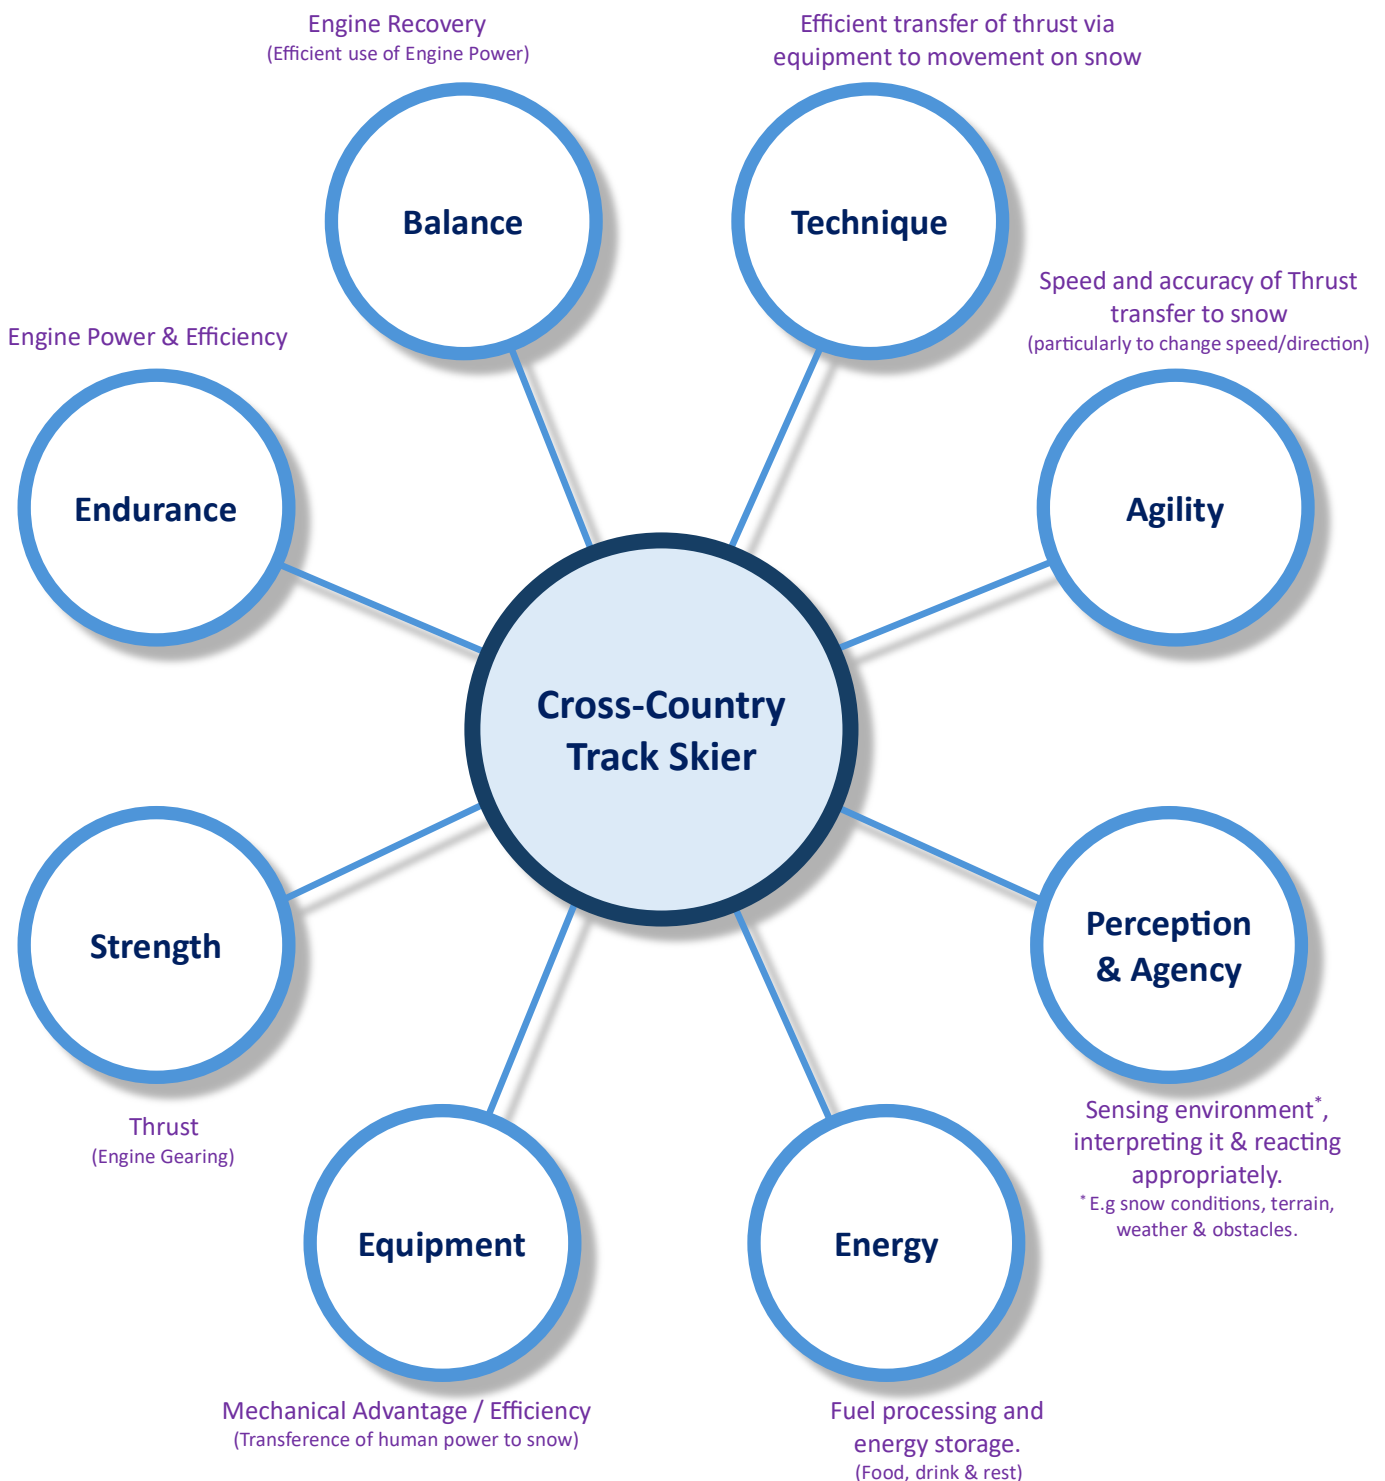 Engine Recovery
(Efficient use of Engine Power)
Efficient transfer of thrust via
equipment to movement on snow
Balance
Technique
Speed and accuracy of Thrust
transfer to snow
(particularly to change speed/direction)
Engine Power & Efficiency
Endurance
Agility
Cross-Country
Track Skier
Strength
Perception
& Agency
Thrust
(Engine Gearing)
Sensing environment*,
interpreting it & reacting
appropriately.
* E.g snow conditions, terrain,
weather & obstacles.
Equipment
Energy
Mechanical Advantage / Efficiency
(Transference of human power to snow)
Fuel processing and
energy storage.
(Food, drink & rest)